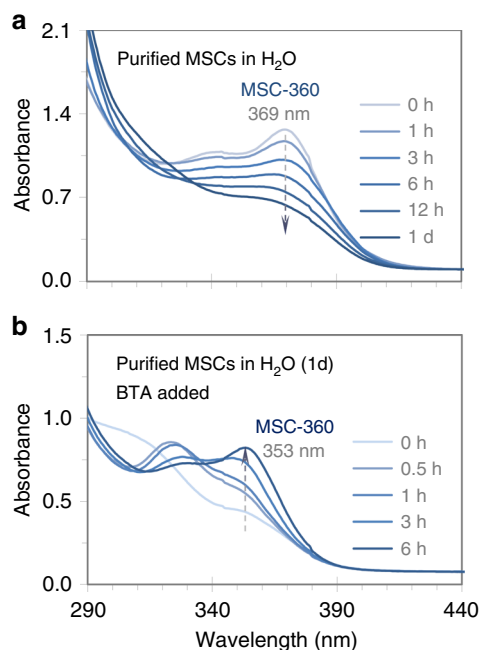 a
2.1
1.4
0.7
0.0
Absorbance
Purified MSCs in H₂O
MSC-360
369 nm
0 h
1 h
3 h
6 h
12 h
1 d
b
1.5
1.0
0.5
0.0
Absorbance
Purified MSCs in H₂O (1d)
BTA added
MSC-360
353 nm
0 h
0.5 h
1 h
3 h
6 h
290
340
390
440
Wavelength (nm)